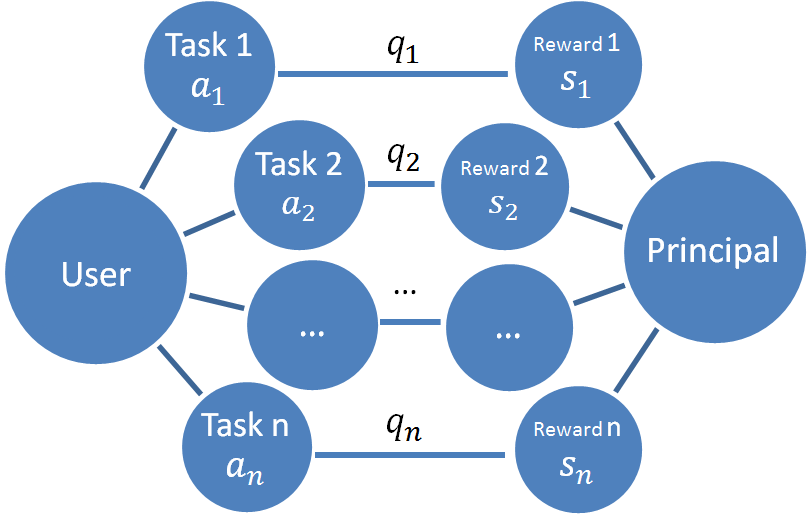 Task 1
a₁
q₁
Reward 1
s₁
Task 2
a₂
q₂
Reward 2
s₂
User
Principal
...
...
...
Task n
aₙ
qₙ
Reward n
sₙ